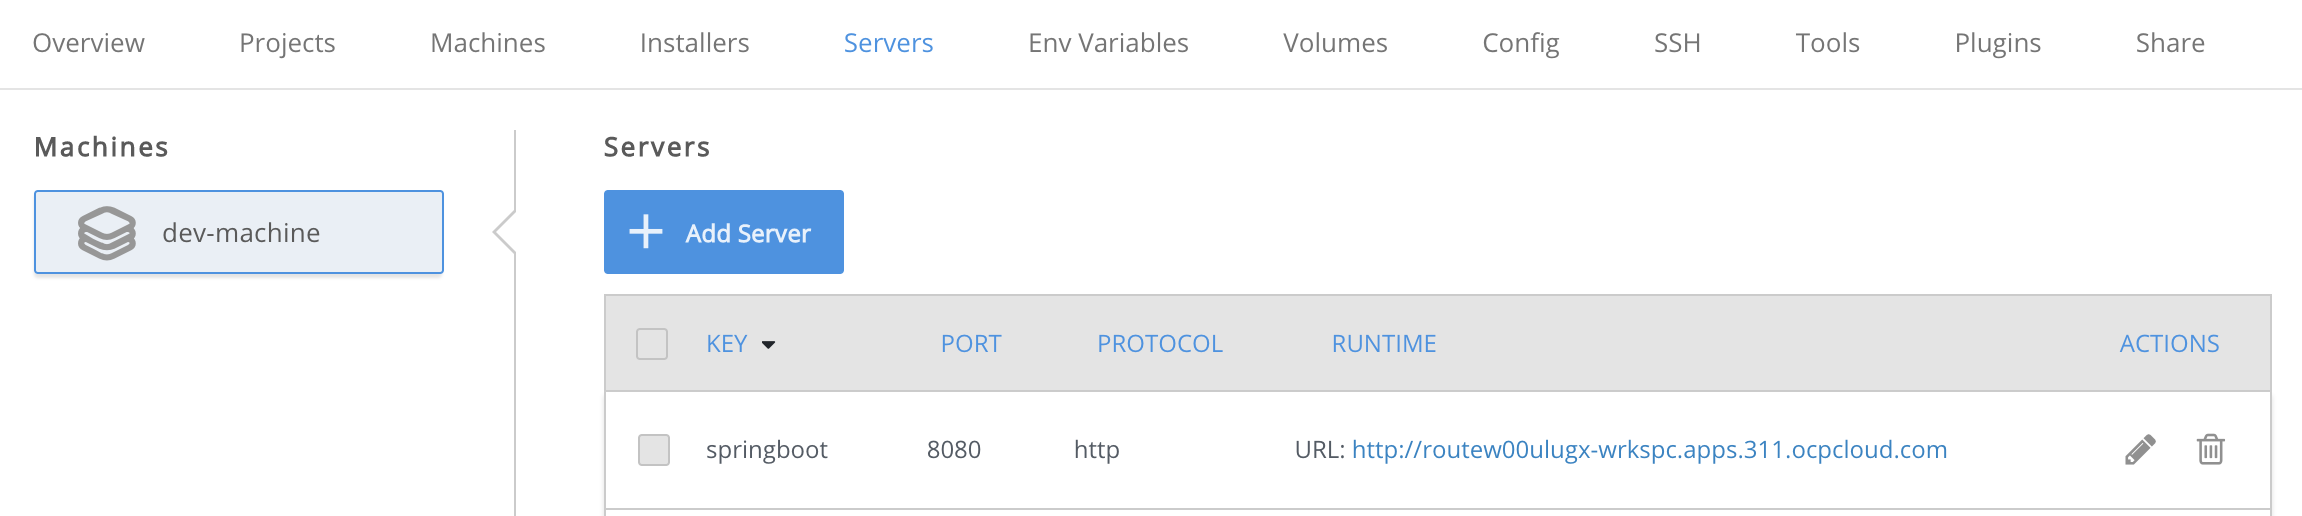 Overview Projects Machines Installers Servers Env Variables Volumes Config SSH Tools Plugins Share
Machines
dev-machine
Servers
Add Server
KEY PORT PROTOCOL RUNTIME ACTIONS
springboot 8080 http URL: http://routew00ulugx-wrkspc.apps.311.ocpcloud.com